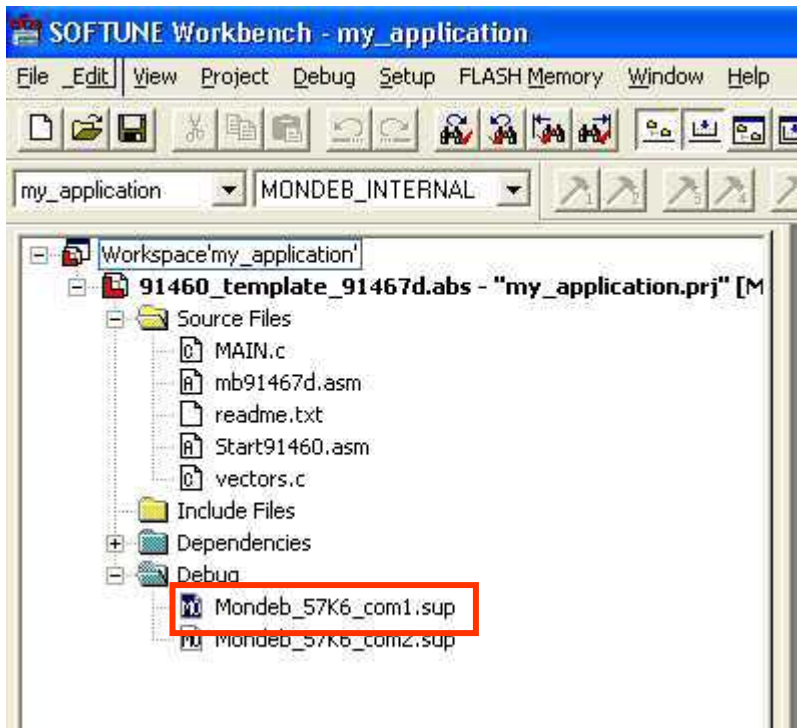 SOFTUNE Workbench - my_application
File Edit View Project Debug Setup FLASH Memory Window Help
my_application MONDEB_INTERNAL
Workspace'my_application'
91460_template_91467d.abs - "my_application.prj" [M
Source Files
MAIN.c
mb91467d.asm
readme.txt
Start91460.asm
vectors.c
Include Files
Dependencies
Debug
Mondeb_57K6_com1.sup
Mondeb_57K6_com2.sup